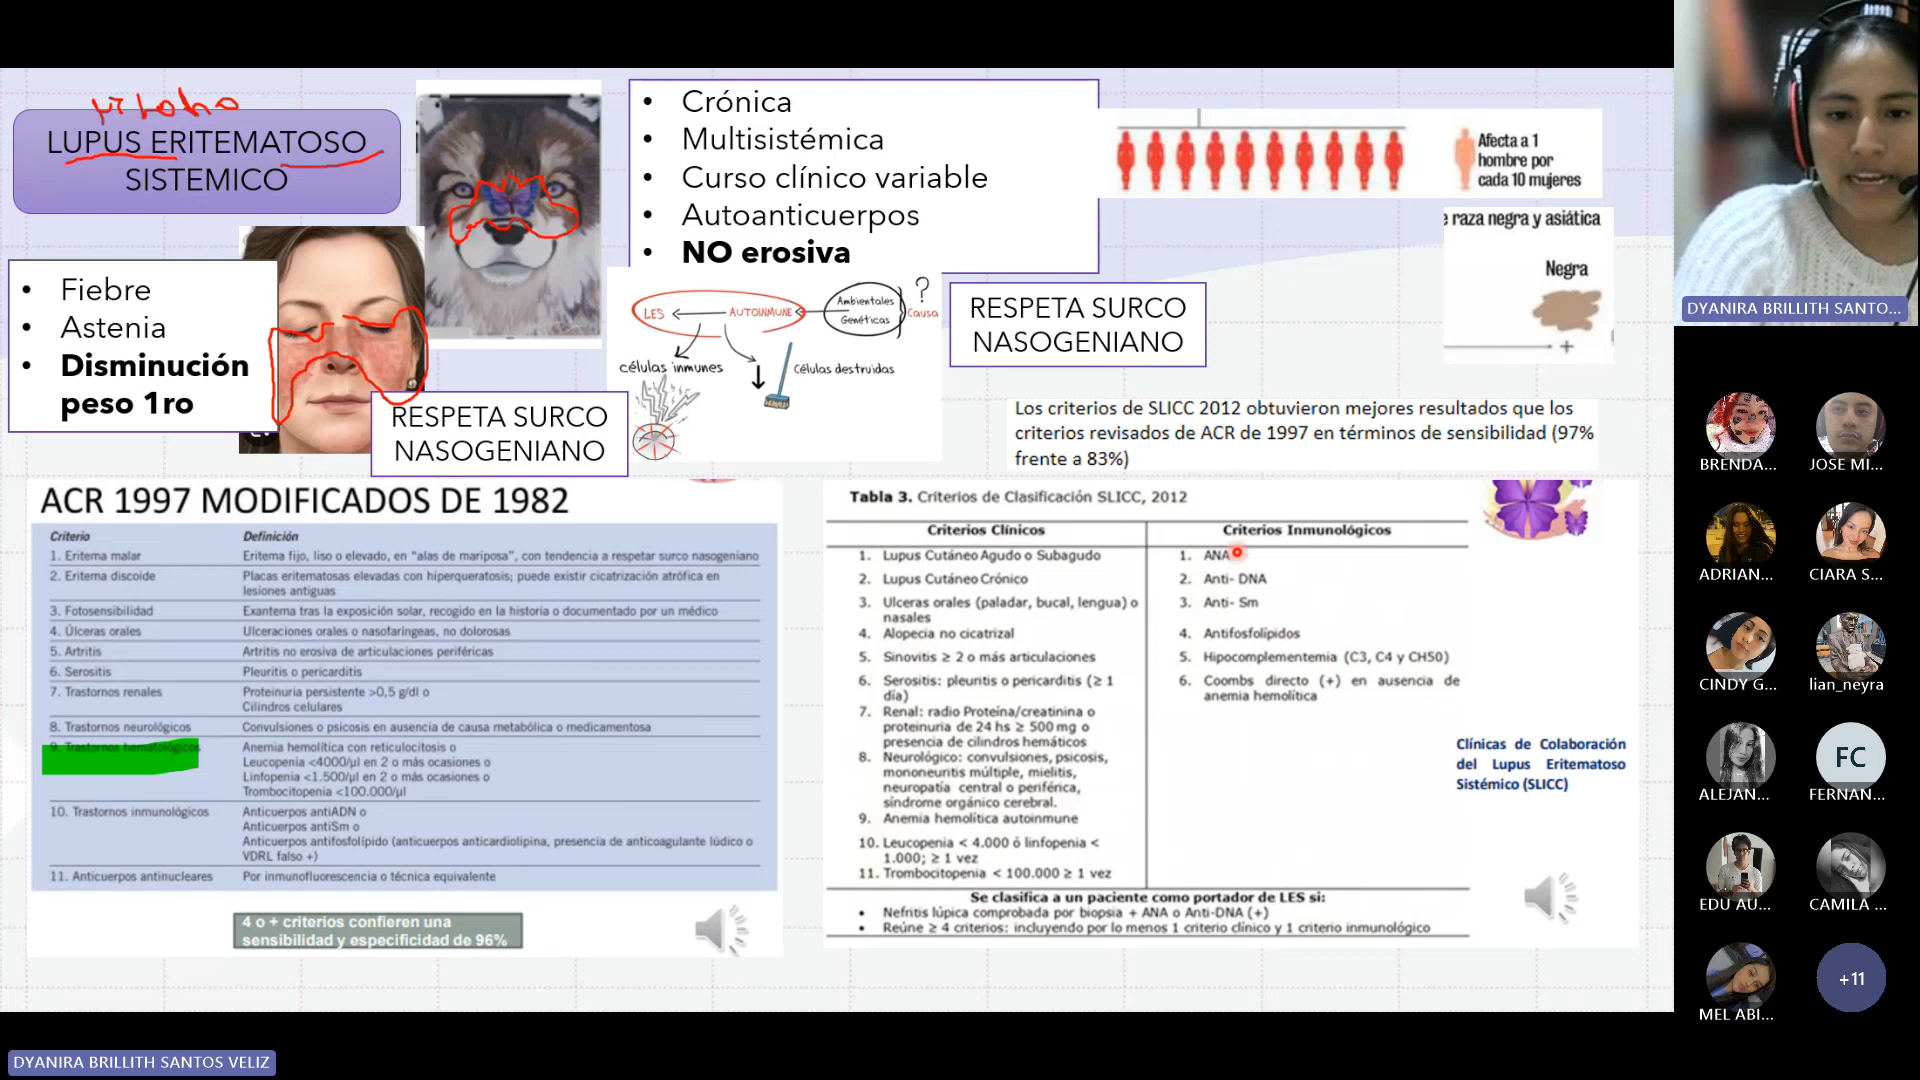 LUPUS ERITEMATOSO
SISTEMICO
• Crónica
• Multisistémica
• Curso clínico variable
• Autoanticuerpos
• NO erosiva
Afecta a 1
hombre por
cada 10 mujeres
e raza negra y asiática
Negra
+
• Fiebre
• Astenia
• Disminución
peso 1ro
RESPETA SURCO
NASOGENIANO
LES
AUTOINMUNE
Ambientales
Genéticas
?
Causa
células inmunes
Células destruidas
RESPETA SURCO
NASOGENIANO
Los criterios de SLICC 2012 obtuvieron mejores resultados que los
criterios revisados de ACR de 1997 en términos de sensibilidad (97%
frente a 83%)
ACR 1997 MODIFICADOS DE 1982
Criterio Definición
1. Eritema malar Eritema fijo, liso o elevado, en "alas de mariposa", con tendencia a respetar surco nasogeniano
2. Eritema discoide Placas eritematosas elevadas con hiperqueratosis; puede existir cicatrización atrófica en
lesiones antiguas
3. Fotosensibilidad Exantema tras la exposición solar, recogido en la historia o documentado por un médico
4. Úlceras orales Ulceraciones orales o nasofaríngeas, no dolorosas
5. Artritis Artritis no erosiva de articulaciones periféricas
6. Serositis Pleuritis o pericarditis
7. Trastornos renales Proteinuria persistente >0,5 g/dl o
Cilindros celulares
8. Trastornos neurológicos Convulsiones o psicosis en ausencia de causa metabólica o medicamentosa
9. Trastornos hematológicos Anemia hemolítica con reticulocitosis o
Leucopenia <4000/µl en 2 o más ocasiones o
Linfopenia <1.500/µl en 2 o más ocasiones o
Trombocitopenia <100.000/µl
10. Trastornos inmunológicos Anticuerpos antiADN o
Anticuerpos antiSm o
Anticuerpos antifosfolípido (anticuerpos anticardiolipina, presencia de anticoagulante lúdico o
VDRL falso +)
11. Anticuerpos antinucleares Por inmunofluorescencia o técnica equivalente
4 o + criterios confieren una
sensibilidad y especificidad de 96%
Tabla 3. Criterios de Clasificación SLICC, 2012
Criterios Clínicos
1. Lupus Cutáneo Agudo o Subagudo
2. Lupus Cutáneo Crónico
3. Ulceras orales (paladar, bucal, lengua) o
nasales
4. Alopecia no cicatrizal
5. Sinovitis ≥ 2 o más articulaciones
6. Serositis: pleuritis o pericarditis (≥ 1
día)
7. Renal: radio Proteína/creatinina o
proteinuria de 24 hs ≥ 500 mg o
presencia de cilindros hemáticos
8. Neurológico: convulsiones, psicosis,
mononeuritis múltiple, mielitis,
neuropatía central o periférica,
síndrome orgánico cerebral.
9. Anemia hemolítica autoinmune
10. Leucopenia < 4.000 ó linfopenia <
1.000; ≥ 1 vez
11. Trombocitopenia < 100.000 ≥ 1 vez
Criterios Inmunológicos
1. ANA
2. Anti- DNA
3. Anti- Sm
4. Antifosfolípidos
5. Hipocomplementemia (C3, C4 y CH50)
6. Coombs directo (+) en ausencia de
anemia hemolítica
Se clasifica a un paciente como portador de LES si:
• Nefritis lúpica comprobada por biopsia + ANA o Anti-DNA (+)
• Reúne ≥ 4 criterios: incluyendo por lo menos 1 criterio clínico y 1 criterio inmunológico
Clínicas de Colaboración
del Lupus Eritematoso
Sistémico (SLICC)
DYANIRA BRILLITH SANTO...
BRENDA...
JOSE MI...
ADRIAN...
CIARA S...
CINDY G...
lian_neyra
ALEJAN...
FC
FERNAN...
EDU AU...
CAMILA ...
MEL ABI...
+11
DYANIRA BRILLITH SANTOS VELIZ